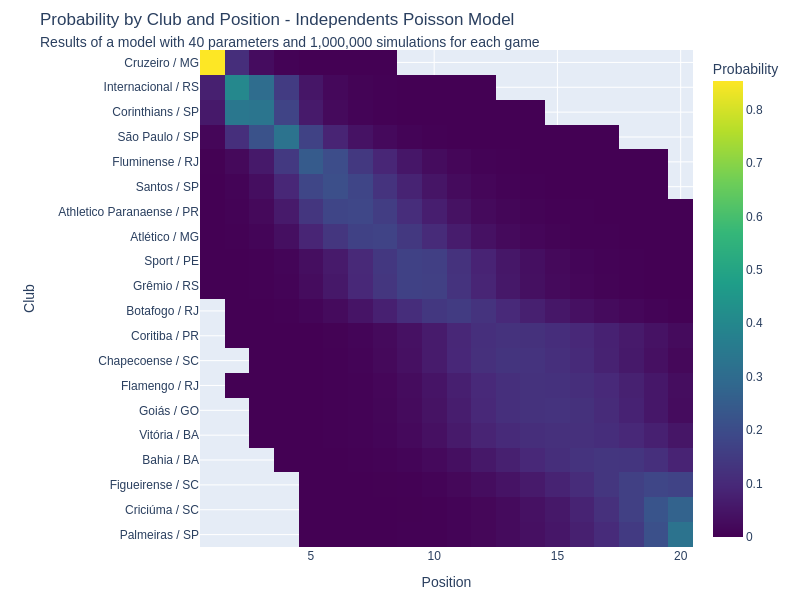 Probability by Club and Position - Independents Poisson Model
Results of a model with 40 parameters and 1,000,000 simulations for each game
Probability
Cruzeiro / MG
Internacional / RS
Corinthians / SP
São Paulo / SP
Fluminense / RJ
Santos / SP
Athletico Paranaense / PR
Atlético / MG
Sport / PE
Grêmio / RS
Botafogo / RJ
Coritiba / PR
Chapecoense / SC
Flamengo / RJ
Goiás / GO
Vitória / BA
Bahia / BA
Figueirense / SC
Criciúma / SC
Palmeiras / SP
Club
5 10 15 20
Position
0.8
0.7
0.6
0.5
0.4
0.3
0.2
0.1
0